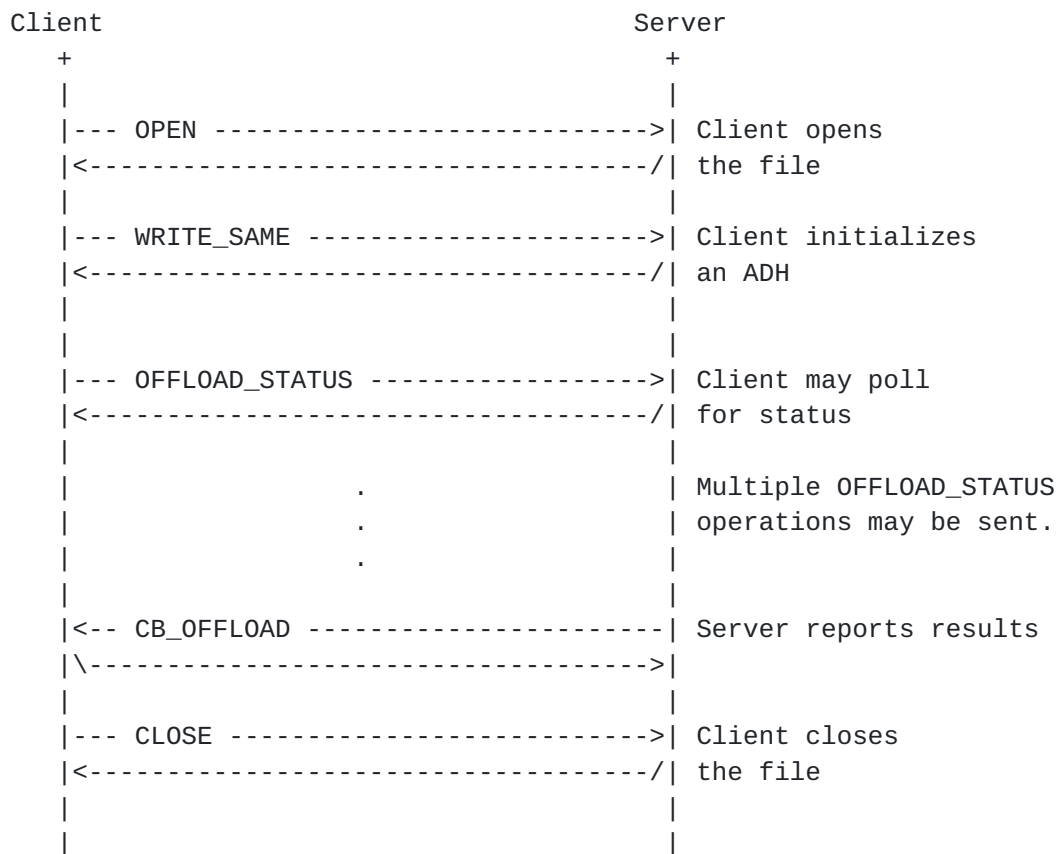 Client                                  Server
   +                                       +
   |                                       |
   |--- OPEN ----------------------------->| Client opens
   |<------------------------------------/| the file
   |                                       |
   |--- WRITE_SAME ---------------------->| Client initializes
   |<------------------------------------/| an ADH
   |                                       |
   |                                       |
   |--- OFFLOAD_STATUS ------------------>| Client may poll
   |<------------------------------------/| for status
   |                                       |
   |                   .                   | Multiple OFFLOAD_STATUS
   |                   .                   | operations may be sent.
   |                   .                   |
   |                                       |
   |<-- CB_OFFLOAD -----------------------| Server reports results
   |\------------------------------------>|
   |                                       |
   |--- CLOSE --------------------------->| Client closes
   |<------------------------------------/| the file
   |                                       |
   |                                       |